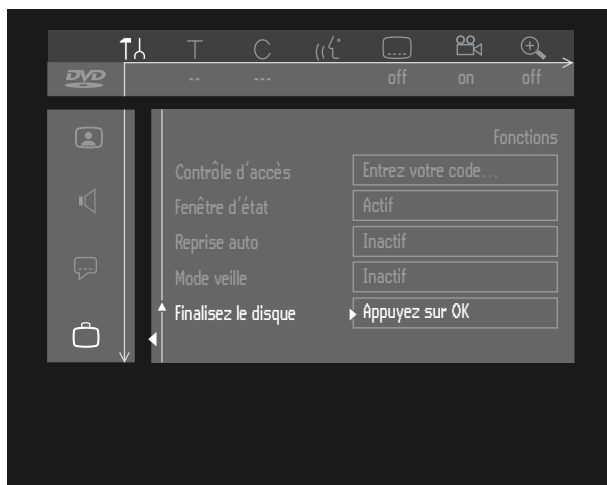 T C
DVD -- --- off on off
Fonctions
Contrôle d'accès Entrez votre code...
Fenêtre d'état Actif
Reprise auto Inactif
Mode veille Inactif
Finalisez le disque Appuyez sur OK